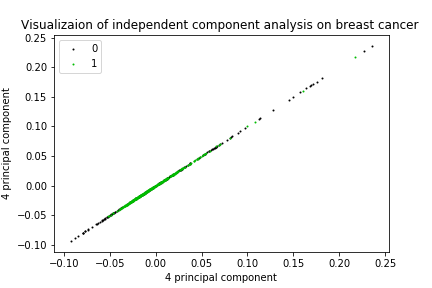 Visualizaion of independent component analysis on breast cancer
0
1
0.25
0.20
0.15
0.10
0.05
0.00
−0.05
−0.10
4 principal component
−0.10 −0.05 0.00 0.05 0.10 0.15 0.20 0.25
4 principal component